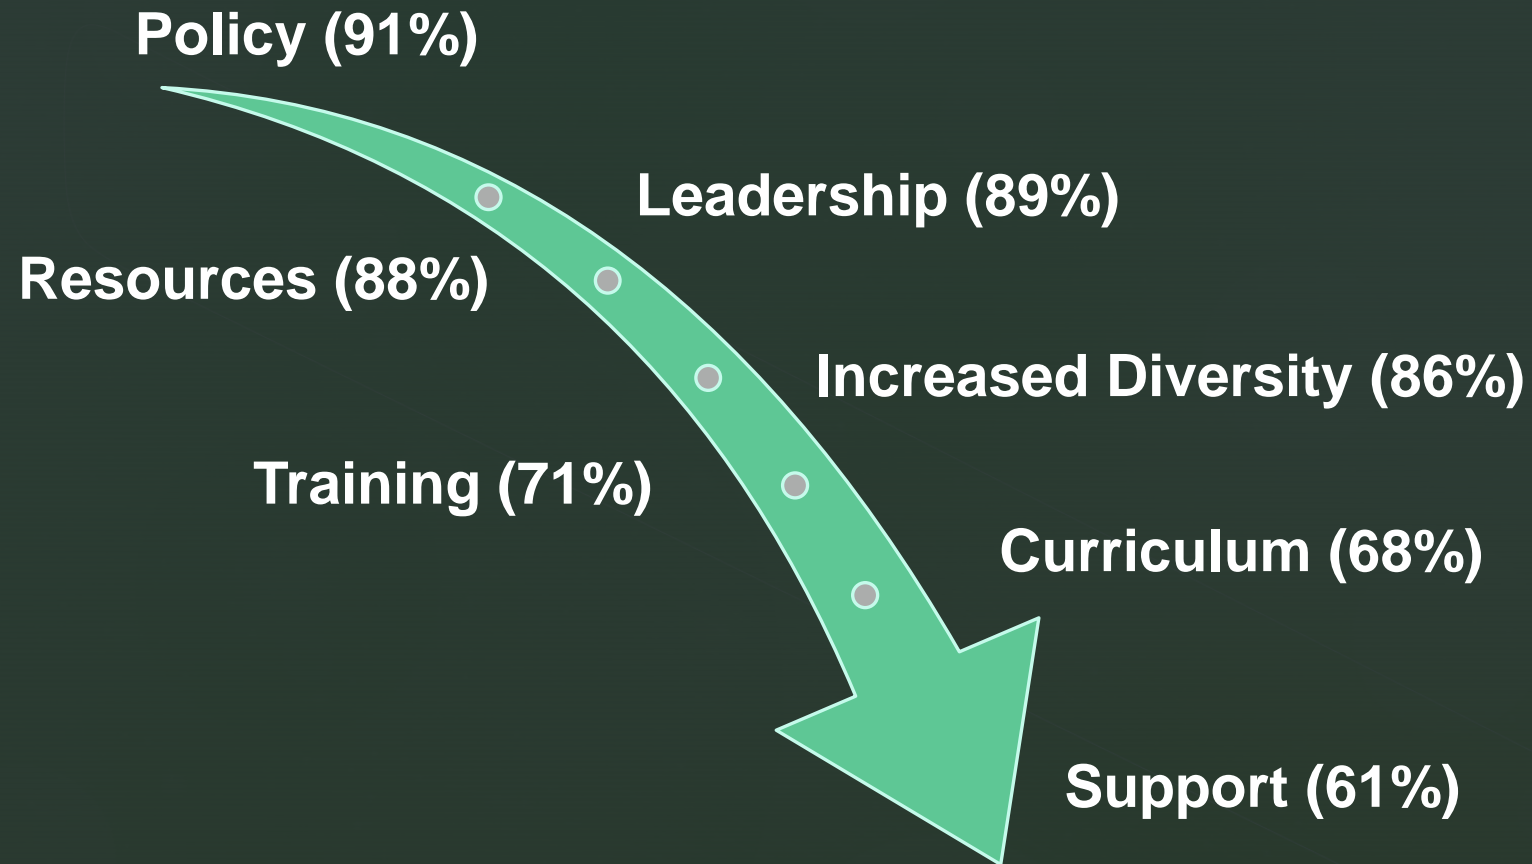 Policy (91%)
Leadership (89%)
Resources (88%)
Increased Diversity (86%)
Training (71%)
Curriculum (68%)
Support (61%)